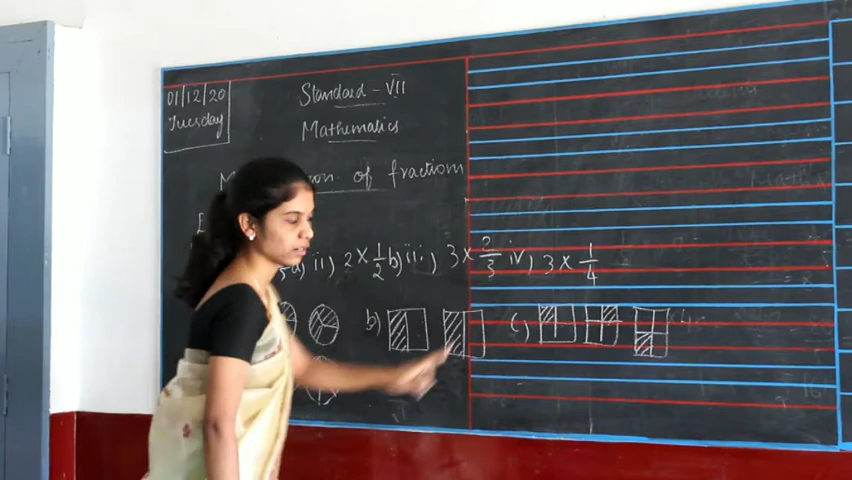 01/12/20
Tuesday
Standard - VII
Mathematics
of fractions
a) ii) 2 × 1/2 b) iii) 3 × 2/3 iv) 3 × 1/4
b)
c)